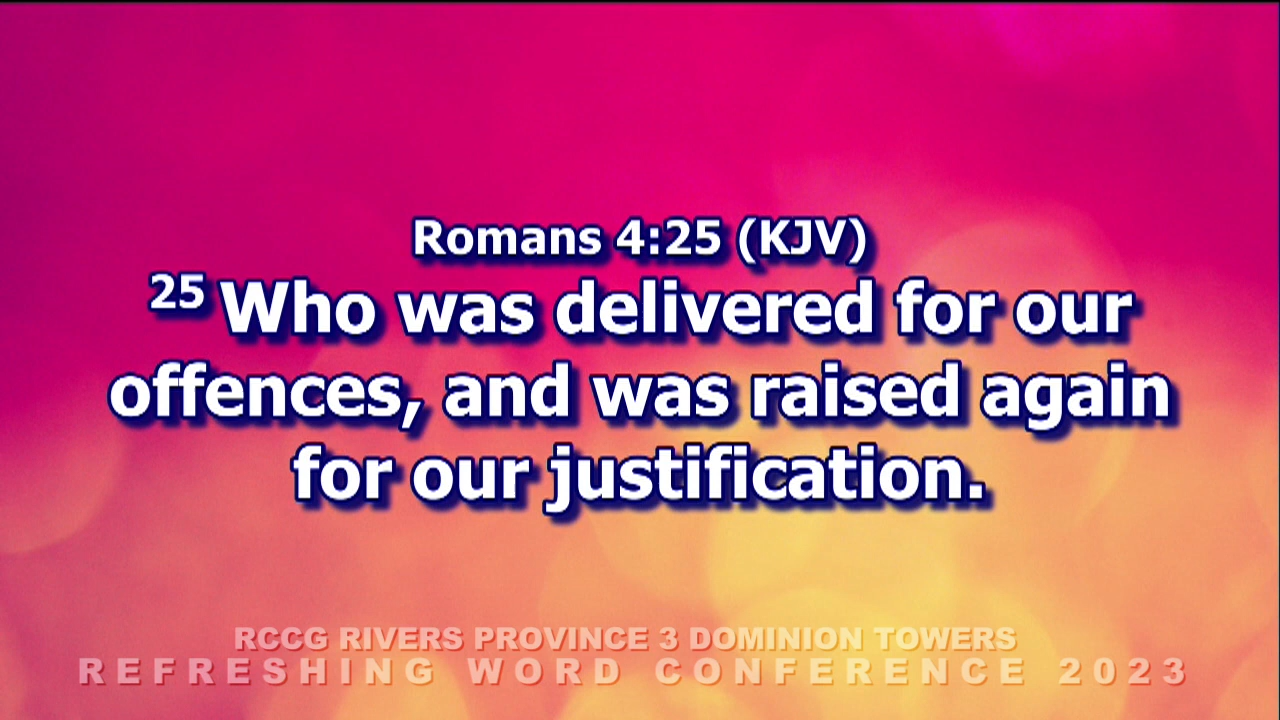 Romans 4:25 (KJV)
25 Who was delivered for our
offences, and was raised again
for our justification.
RCCG RIVERS PROVINCE 3 DOMINION TOWERS
REFRESHING WORD CONFERENCE 2023